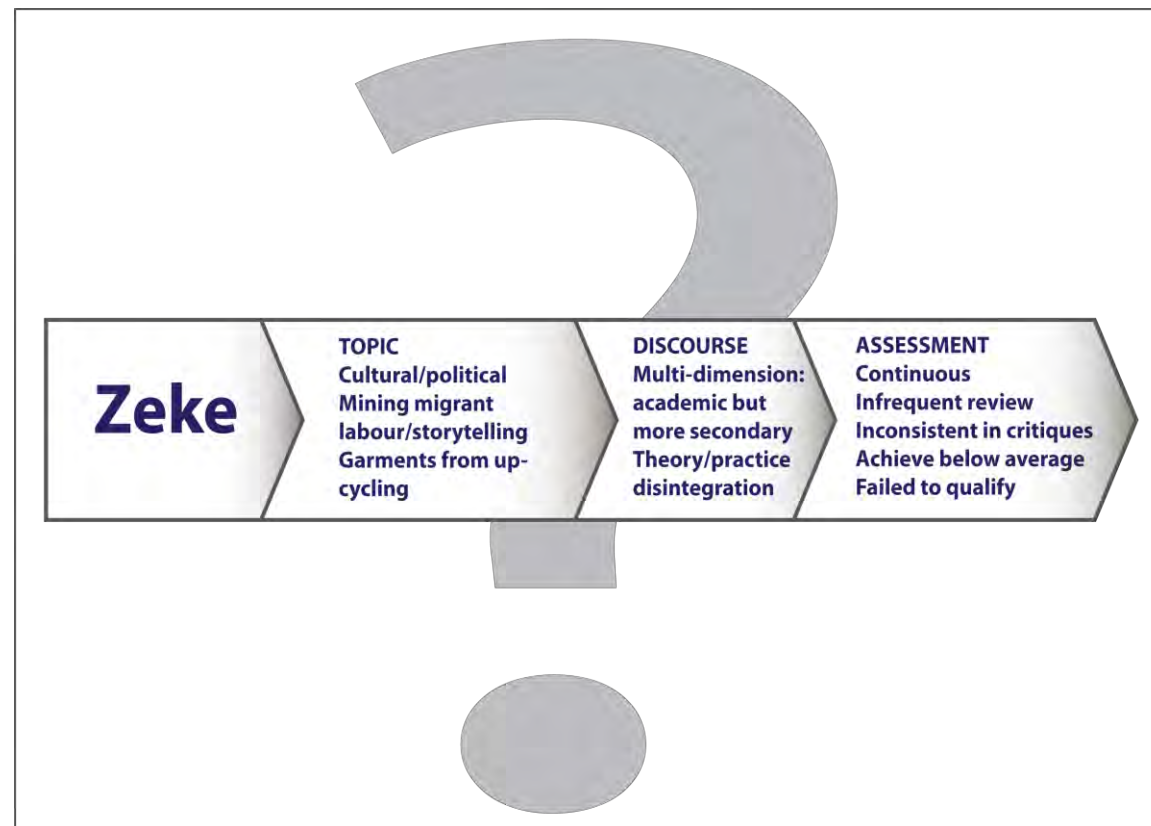 Zeke
TOPIC
Cultural/political
Mining migrant
labour/storytelling
Garments from up-
cycling
DISCOURSE
Multi-dimension:
academic but
more secondary
Theory/practice
disintegration
ASSESSMENT
Continuous
Infrequent review
Inconsistent in critiques
Achieve below average
Failed to qualify
?